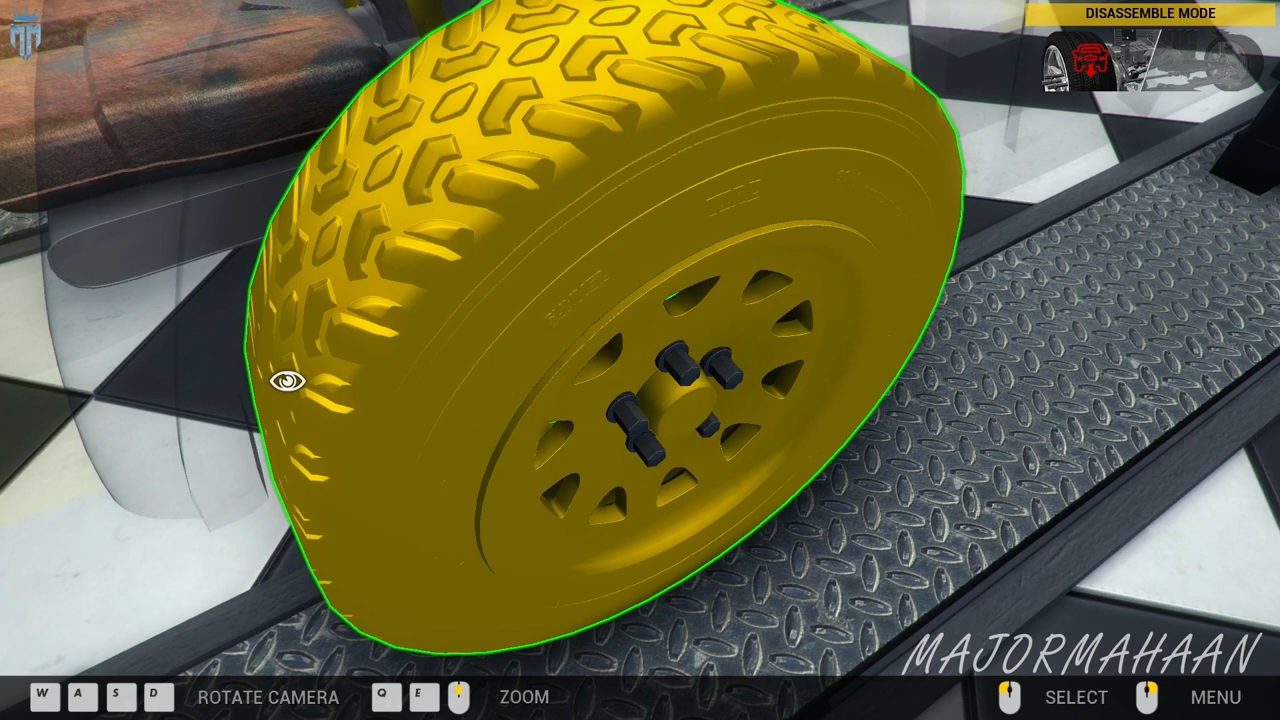 DISASSEMBLE MODE
MAJORMAHAAN
W A S D ROTATE CAMERA Q E ZOOM SELECT MENU